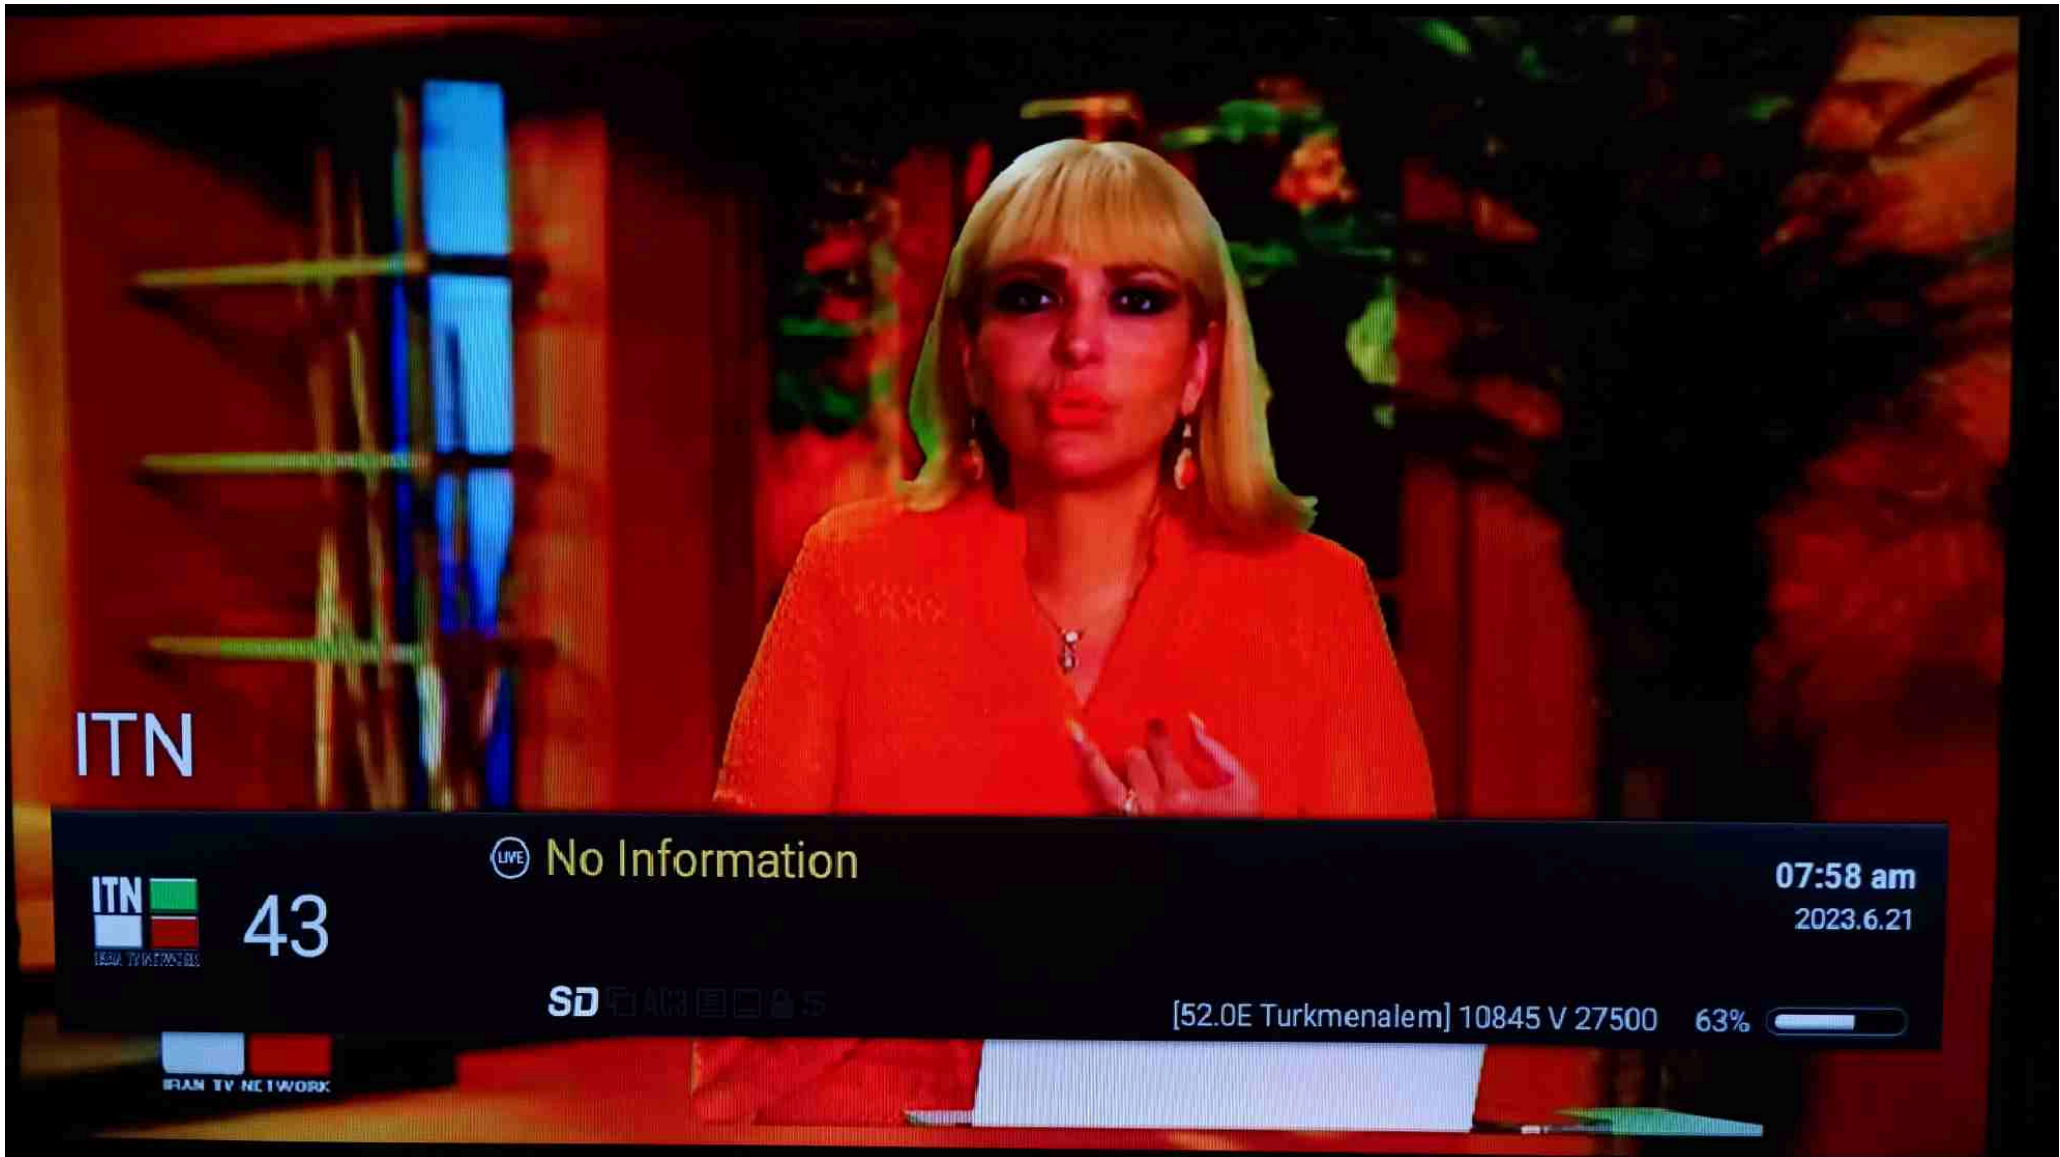 ITN
LIVE No Information
07:58 am
2023.6.21
ITN
43
SD
[52.0E Turkmenalem] 10845 V 27500 63%
IRAN TV NETWORK